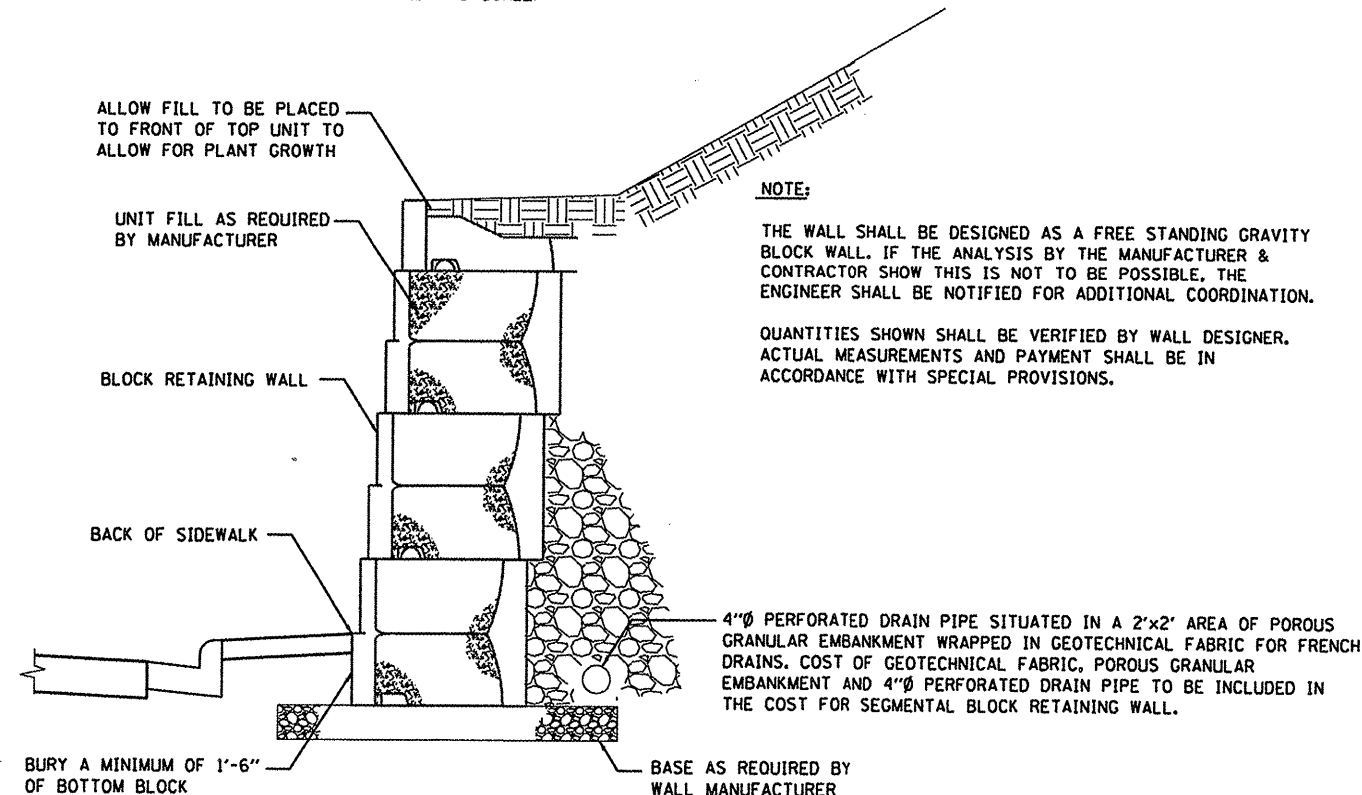 ALLOW FILL TO BE PLACED
TO FRONT OF TOP UNIT TO
ALLOW FOR PLANT GROWTH
UNIT FILL AS REQUIRED
BY MANUFACTURER
BLOCK RETAINING WALL
BACK OF SIDEWALK
BURY A MINIMUM OF 1'-6"
OF BOTTOM BLOCK
NOTE:
THE WALL SHALL BE DESIGNED AS A FREE STANDING GRAVITY
BLOCK WALL. IF THE ANALYSIS BY THE MANUFACTURER &
CONTRACTOR SHOW THIS IS NOT TO BE POSSIBLE, THE
ENGINEER SHALL BE NOTIFIED FOR ADDITIONAL COORDINATION.
QUANTITIES SHOWN SHALL BE VERIFIED BY WALL DESIGNER.
ACTUAL MEASUREMENTS AND PAYMENT SHALL BE IN
ACCORDANCE WITH SPECIAL PROVISIONS.
4"Ø PERFORATED DRAIN PIPE SITUATED IN A 2'x2' AREA OF POROUS
GRANULAR EMBANKMENT WRAPPED IN GEOTECHNICAL FABRIC FOR FRENCH
DRAINS. COST OF GEOTECHNICAL FABRIC, POROUS GRANULAR
EMBANKMENT AND 4"Ø PERFORATED DRAIN PIPE TO BE INCLUDED IN
THE COST FOR SEGMENTAL BLOCK RETAINING WALL.
BASE AS REQUIRED BY
WALL MANUFACTURER